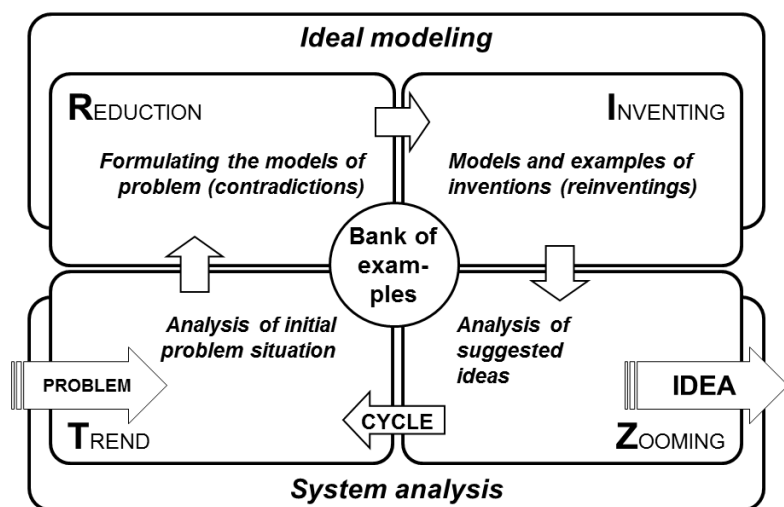 Ideal modeling
REDUCTION
Formulating the models of
problem (contradictions)
INVENTING
Models and examples of
inventions (reinventings)
Bank of
exam-
ples
Analysis of initial
problem situation
PROBLEM
TREND
Analysis of
suggested
ideas
IDEA
CYCLE
ZOOMING
System analysis